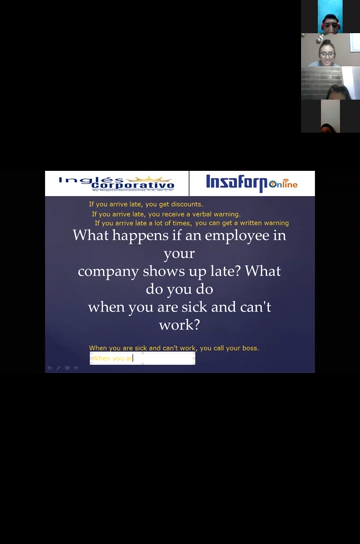 Inglés
Corporativo
Insaforp Online
If you arrive late, you get discounts.
If you arrive late, you receive a verbal warning.
If you arrive late a lot of times, you can get a written warning
What happens if an employee in
your
company shows up late? What
do you do
when you are sick and can't
work?
When you are sick and can't work, you call your boss.
When you a